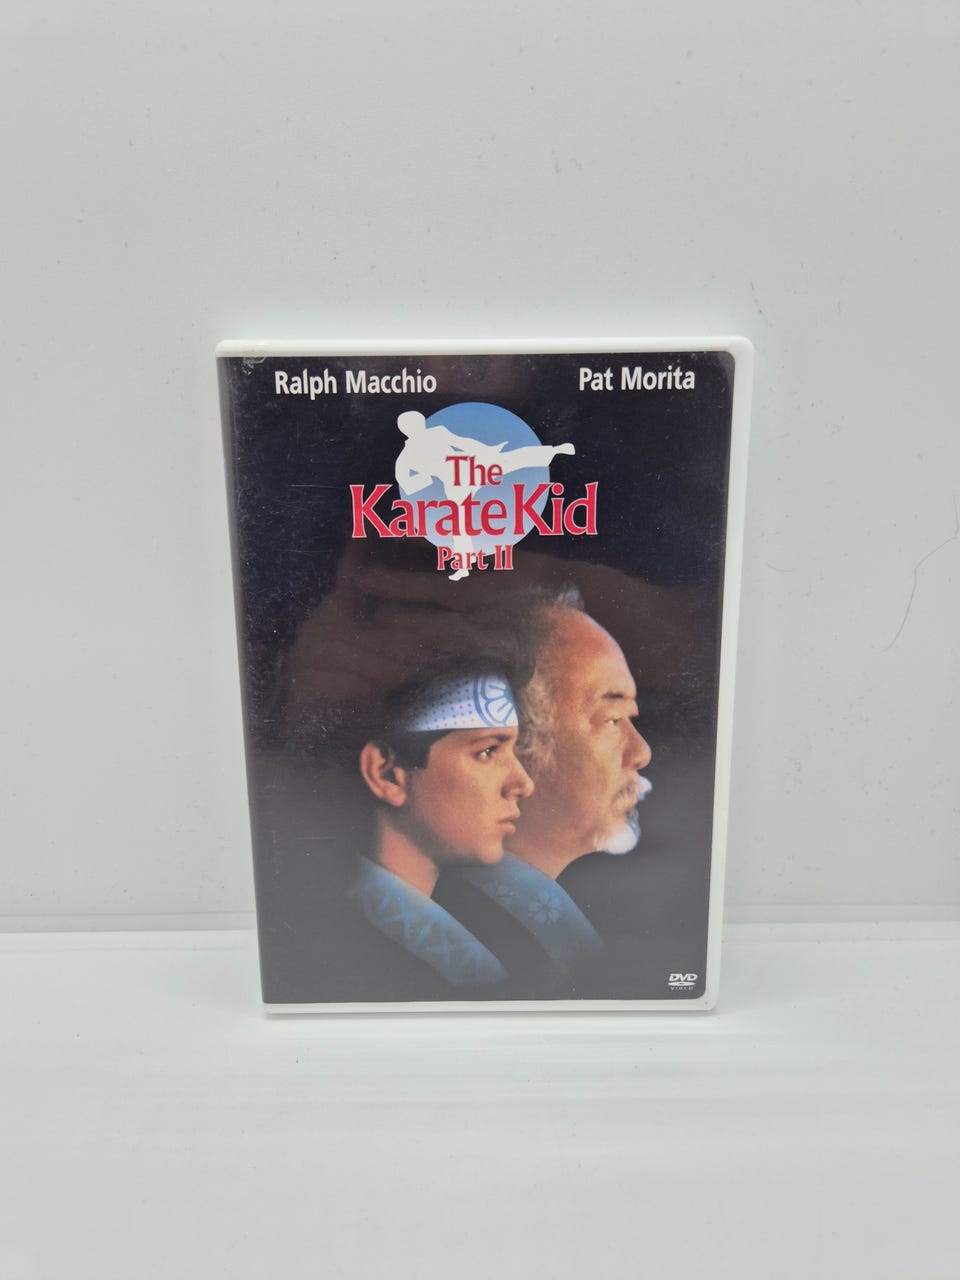 Ralph Macchio
Pat Morita
The
Karate Kid
Part II
DVD
VIDEO